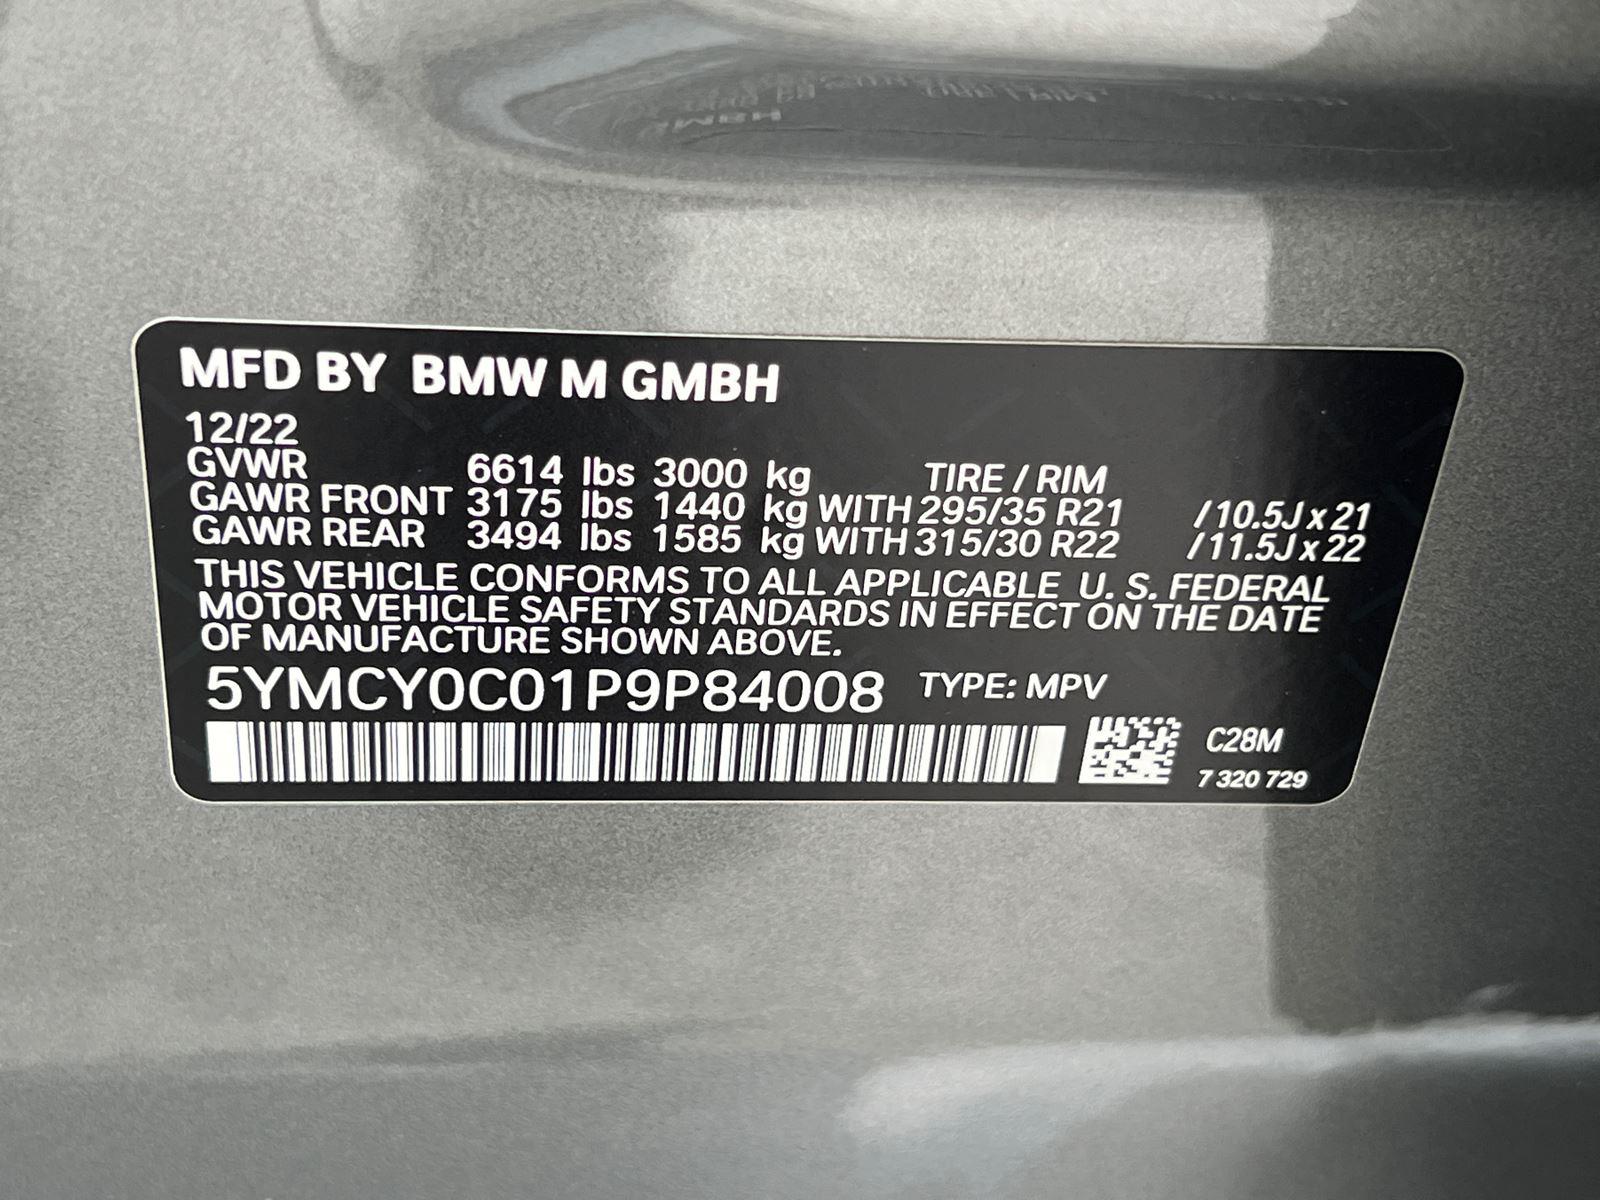 MFD BY BMW M GMBH
12/22
GVWR 6614 lbs 3000 kg TIRE / RIM
GAWR FRONT 3175 lbs 1440 kg WITH 295/35 R21 / 10.5J x 21
GAWR REAR 3494 lbs 1585 kg WITH 315/30 R22 / 11.5J x 22
THIS VEHICLE CONFORMS TO ALL APPLICABLE U. S. FEDERAL
MOTOR VEHICLE SAFETY STANDARDS IN EFFECT ON THE DATE
OF MANUFACTURE SHOWN ABOVE.
5YMCY0C01P9P84008 TYPE: MPV
C28M
7 320 729